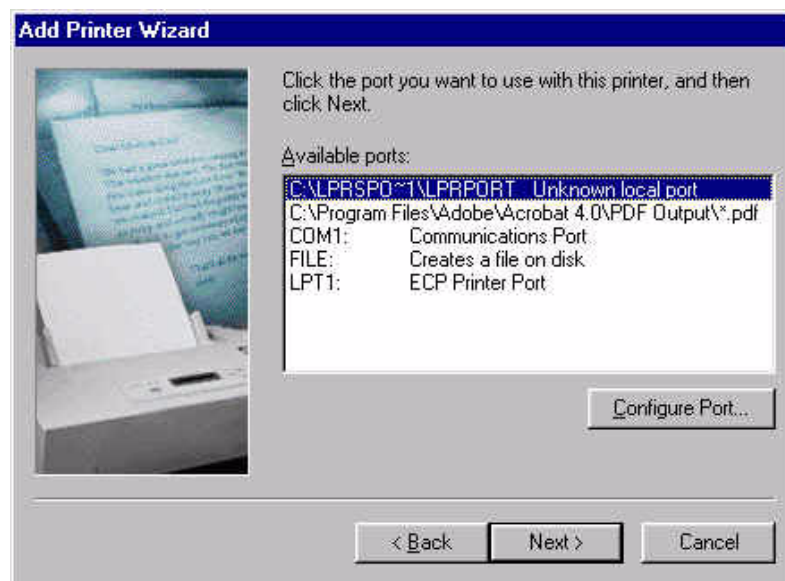 Add Printer Wizard
Click the port you want to use with this printer, and then
click Next.
Available ports:
C:\LPRSPO~1\LPRPORT Unknown local port
C:\Program Files\Adobe\Acrobat 4.0\PDF Output\*.pdf
COM1: Communications Port
FILE: Creates a file on disk
LPT1: ECP Printer Port
Configure Port...
< Back
Next >
Cancel